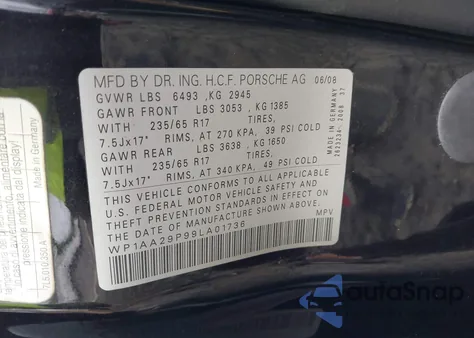 MFD BY DR. ING. H.C.F. PORSCHE AG 06/08
GVWR LBS 6493 ,KG 2945
GAWR FRONT LBS 3053 ,KG 1385
WITH 235/65 R17 TIRES,
7.5Jx17" RIMS, AT 270 KPA, 39 PSI COLD
GAWR REAR LBS 3638 ,KG 1650
WITH 235/65 R17 TIRES,
7.5Jx17" RIMS, AT 340 KPA, 49 PSI COLD
THIS VEHICLE CONFORMS TO ALL APPLICABLE
U.S. FEDERAL MOTOR VEHICLE SAFETY AND
THEFT PREVENTION STANDARDS IN EFFECT ON
THE DATE OF MANUFACTURE SHOWN ABOVE.
WP1AA29P99LA01736 MPV
MADE IN GERMANY
2008 37
Made in Germany
autoSnap